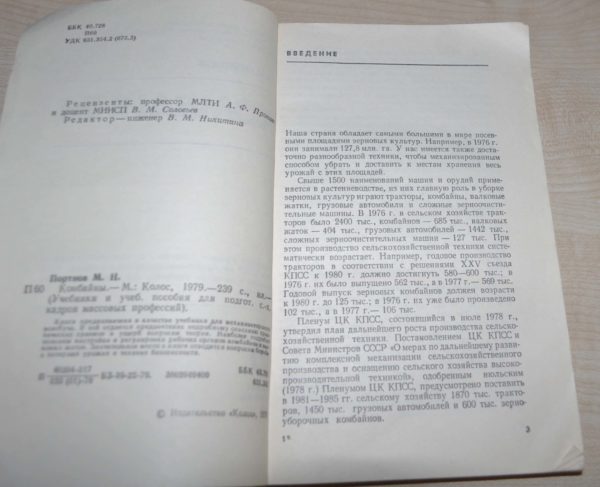 ББК 40.728
П60
УДК 631.354.2 (075.3)
Рецензенты: профессор МЛТИ А. Ф.
и доцент МИИСП В. М. Соловьев
Редактор — инженер В. М. Никитина
Портнов М. Н.
П 60 Комбайны.— М.: Колос, 1979.—239 с., ил.—
(Учебники и учеб. пособия для подгот. с.-х.
кадров массовых профессий).
© Издательство «Колос»,
ВВЕДЕНИЕ
Наша страна обладает самыми большими в мире посев-
ными площадями зерновых культур. Например, в 1976 г.
они занимали 127,8 млн. га. У нас имеется также доста-
точно разнообразной техники, чтобы механизированным
способом убрать и доставить к местам хранения весь
урожай с этих площадей.
Свыше 1500 наименований машин и орудий приме-
няется в растениеводстве, из них главную роль в уборке
зерновых культур играют тракторы, комбайны, валковые
жатки, грузовые автомобили и сложные зерноочисти-
тельные машины. В 1976 г. в сельском хозяйстве трак-
торов было 2400 тыс., комбайнов — 685 тыс., валковых
жаток — 404 тыс., грузовых автомобилей — 1442 тыс.,
сложных зерноочистительных машин — 127 тыс. При
этом производство сельскохозяйственной техники система-
тически возрастает. Например, годовое производство
тракторов в соответствии с решениями XXV съезда
КПСС к 1980 г. должно достигнуть 580—600 тыс.; в
1976 г. их было выпущено 562 тыс., а в 1977 г.— 569 тыс.
Годовой выпуск зерновых комбайнов должен возрасти
к 1980 до 125 тыс.; в 1976 г. их уже было произведено
102 тыс., а в 1977 г.— 106 тыс.
Пленум ЦК КПСС, состоявшийся в июле 1978 г.,
утвердил план дальнейшего роста производства сельско-
хозяйственной техники. Постановлением ЦК КПСС и
Совета Министров СССР «О мерах по дальнейшему разви-
тию комплексной механизации сельскохозяйственного
производства и оснащению сельского хозяйства высоко-
производительной техникой», одобренным июльским
(1978 г.) Пленумом ЦК КПСС, предусмотрено поставить
в 1981—1985 гг. сельскому хозяйству 1870 тыс. тракто-
ров, 1450 тыс. грузовых автомобилей и 600 тыс. зерно-
уборочных комбайнов.
1*
3